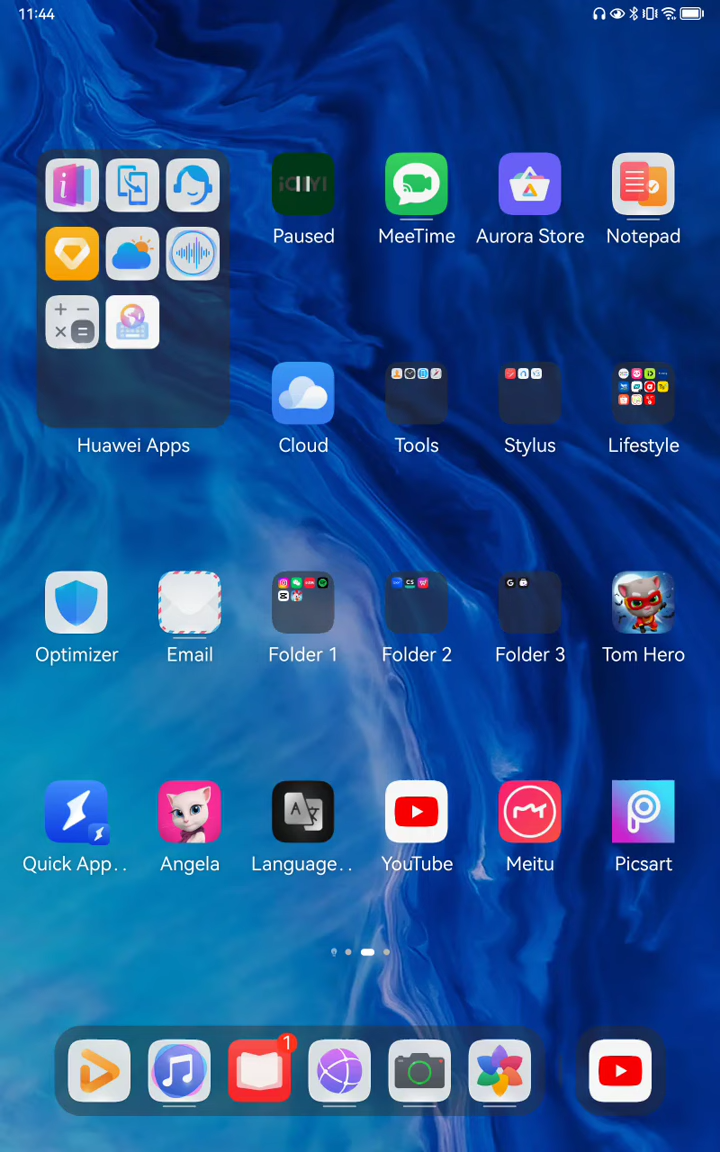 11:44
Paused
MeeTime
Aurora Store
Notepad
Huawei Apps
Cloud
Tools
Stylus
Lifestyle
Optimizer
Email
Folder 1
Folder 2
Folder 3
Tom Hero
Quick App..
Angela
Language..
YouTube
Meitu
Picsart
1